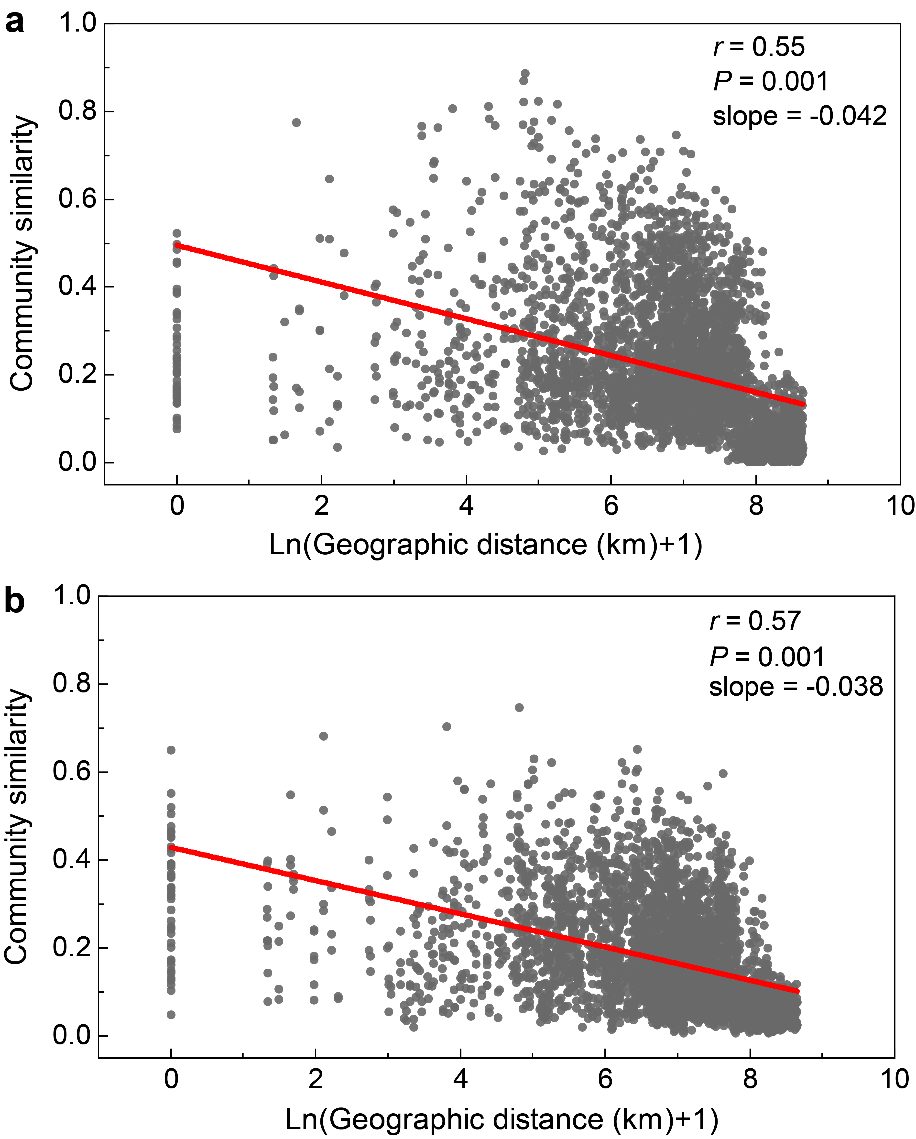 a
1.0
0.8
0.6
0.4
0.2
0.0
Community similarity
r = 0.55
P = 0.001
slope = -0.042
0 2 4 6 8 10
Ln(Geographic distance (km)+1)
b
1.0
0.8
0.6
0.4
0.2
0.0
Community similarity
r = 0.57
P = 0.001
slope = -0.038
0 2 4 6 8 10
Ln(Geographic distance (km)+1)